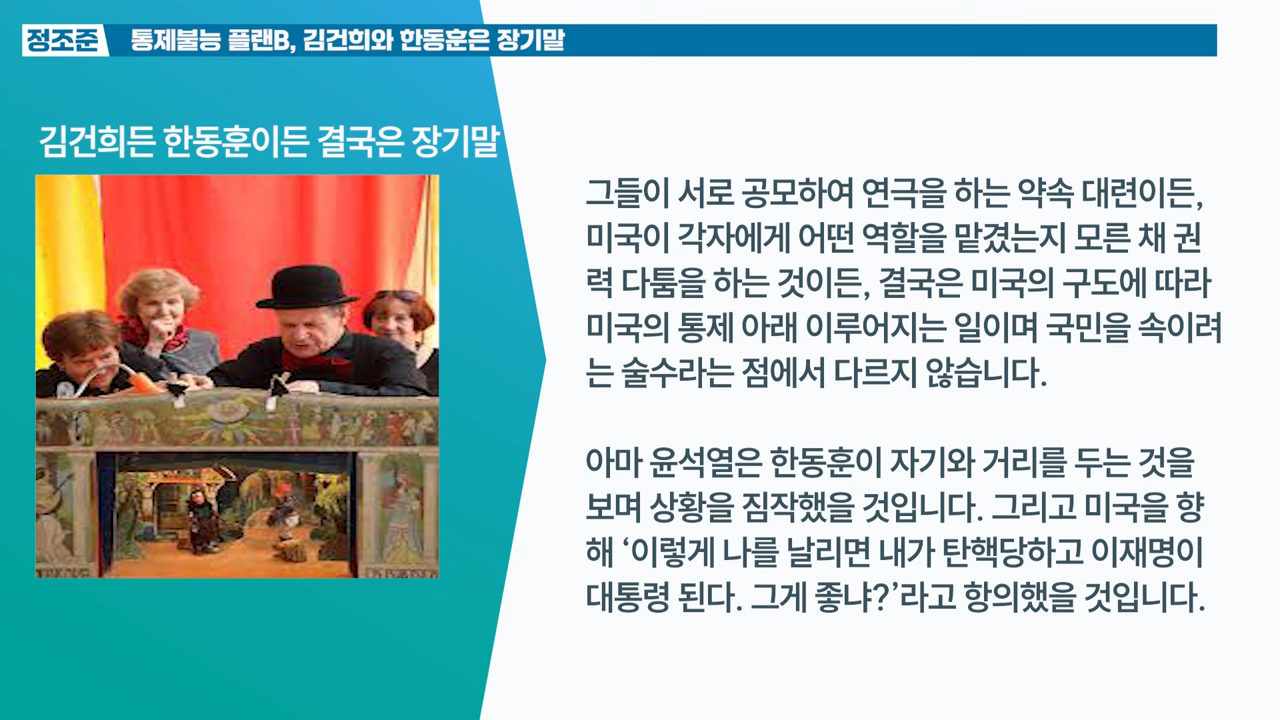 정조준
통제불능 플랜B, 김건희와 한동훈은 장기말
김건희든 한동훈이든 결국은 장기말
그들이 서로 공모하여 연극을 하는 약속 대련이든,
미국이 각자에게 어떤 역할을 맡겼는지 모른 채 권
력 다툼을 하는 것이든, 결국은 미국의 구도에 따라
미국의 통제 아래 이루어지는 일이며 국민을 속이려
는 술수라는 점에서 다르지 않습니다.
아마 윤석열은 한동훈이 자기와 거리를 두는 것을
보며 상황을 짐작했을 것입니다. 그리고 미국을 향
해 ‘이렇게 나를 날리면 내가 탄핵당하고 이재명이
대통령 된다. 그게 좋냐?’라고 항의했을 것입니다.